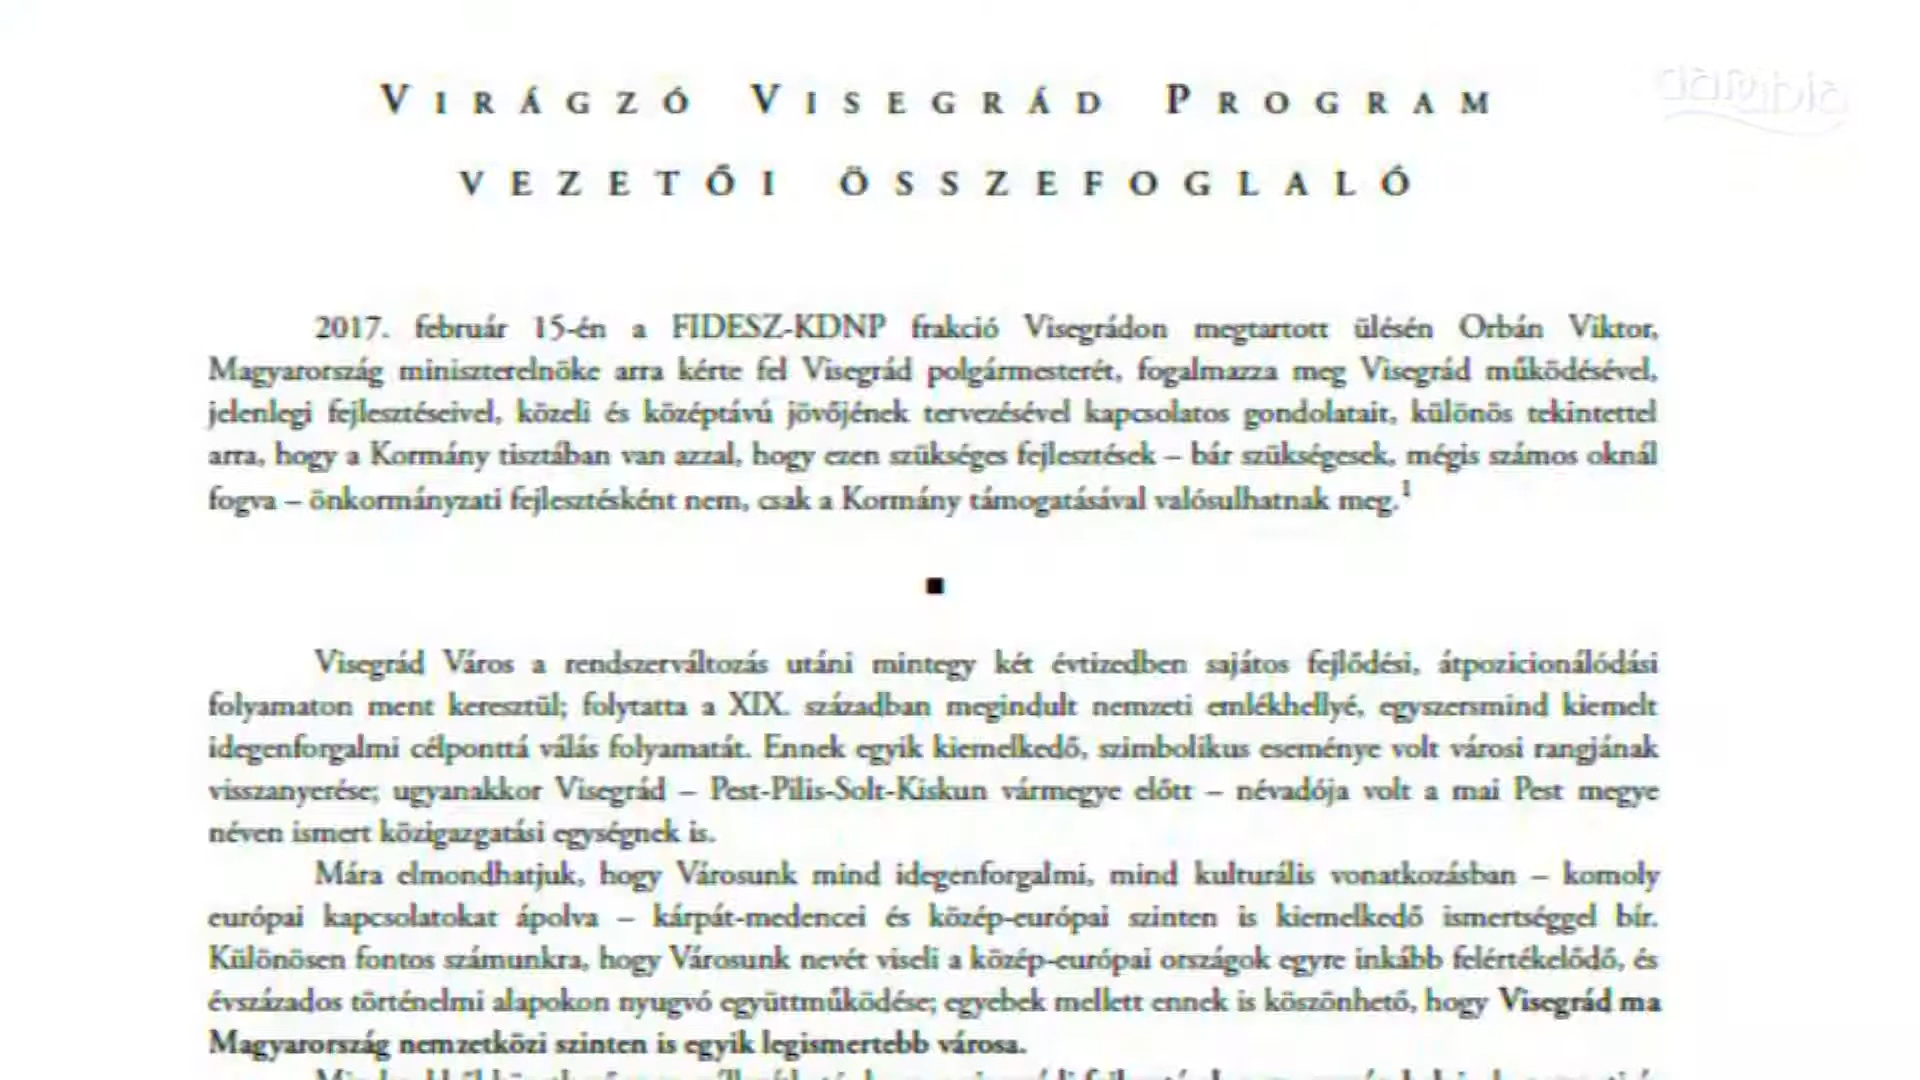 VIRÁGZÓ VISEGRÁD PROGRAM
VEZETŐI ÖSSZEFOGLALÓ
danubia
2017. február 15-én a FIDESZ-KDNP frakció Visegrádon megtartott ülésén Orbán Viktor,
Magyarország miniszterelnöke arra kérte fel Visegrád polgármesterét, fogalmazza meg Visegrád működésével,
jelenlegi fejlesztéseivel, közeli és középtávú jövőjének tervezésével kapcsolatos gondolatait, különös tekintettel
arra, hogy a Kormány tisztában van azzal, hogy ezen szükséges fejlesztések – bár szükségesek, mégis számos oknál
fogva – önkormányzati fejlesztésként nem, csak a Kormány támogatásával valósulhatnak meg.¹
Visegrád Város a rendszerváltozás utáni mintegy két évtizedben sajátos fejlődési, átpozicionálódási
folyamaton ment keresztül; folytatta a XIX. században megindult nemzeti emlékhellyé, egyszersmind kiemelt
idegenforgalmi célponttá válás folyamatát. Ennek egyik kiemelkedő, szimbolikus eseménye volt városi rangjának
visszanyerése; ugyanakkor Visegrád – Pest-Pilis-Solt-Kiskun vármegye előtt – névadója volt a mai Pest megye
néven ismert közigazgatási egységnek is.
Mára elmondhatjuk, hogy Városunk mind idegenforgalmi, mind kulturális vonatkozásban – komoly
európai kapcsolatokat ápolva – kárpát-medencei és közép-európai szinten is kiemelkedő ismertséggel bír.
Különösen fontos számunkra, hogy Városunk nevét viseli a közép-európai országok egyre inkább felértékelődő, és
évszázados történelmi alapokon nyugvó együttműködése; egyebek mellett ennek is köszönhető, hogy Visegrád ma
Magyarország nemzetközi szinten is egyik legismertebb városa.